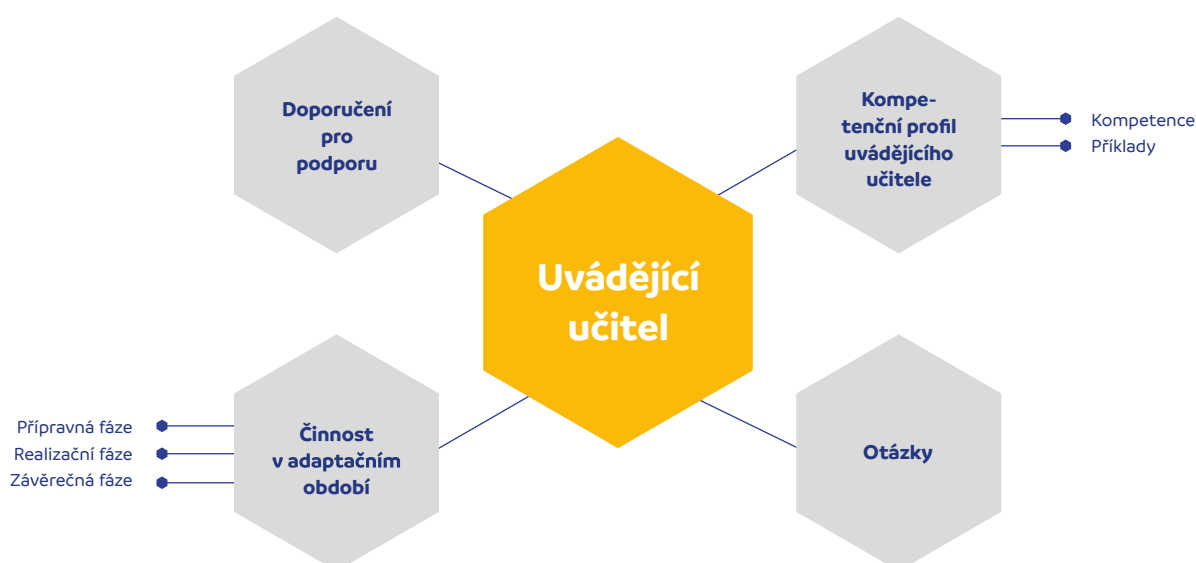 Doporučení
pro
podporu
Kompe-
tenční profil
uvádějícího
učitele
Kompetence
Příklady
Uvádějící
učitel
Přípravná fáze
Realizační fáze
Závěrečná fáze
Činnost
v adaptačním
období
Otázky